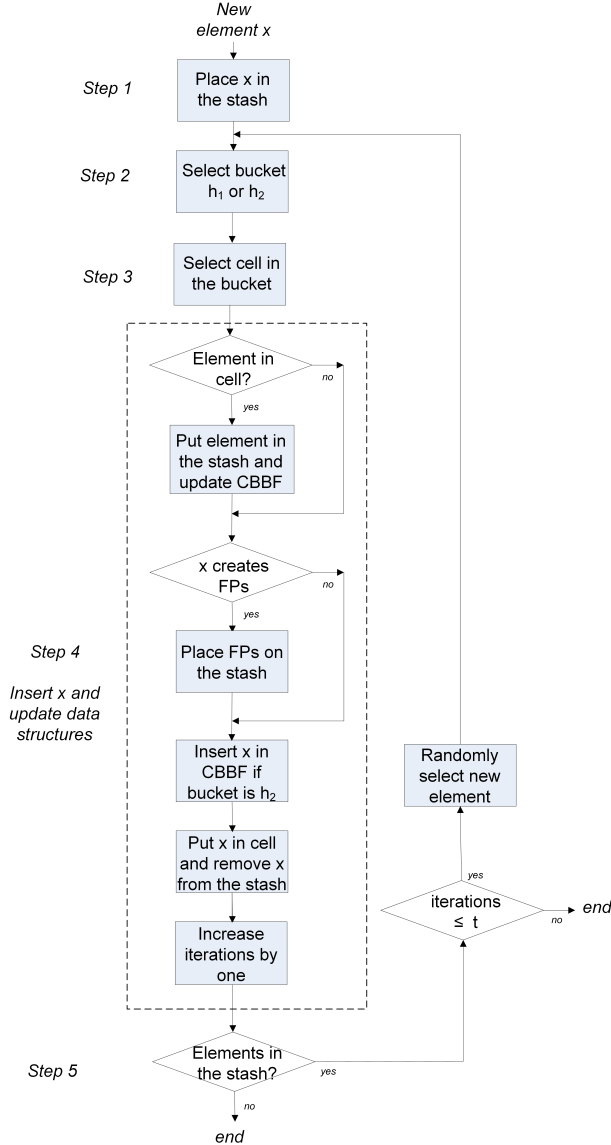 New
element x
Step 1
Place x in
the stash
Step 2
Select bucket
h1 or h2
Step 3
Select cell in
the bucket
Element in
cell?
no
yes
Put element in
the stash and
update CBBF
x creates
FPs
no
yes
Step 4
Insert x and
update data
structures
Place FPs on
the stash
Insert x in
CBBF if
bucket is h2
Put x in cell
and remove x
from the stash
Increase
iterations by
one
Randomly
select new
element
yes
iterations
≤ t
no
end
Step 5
Elements in
the stash?
yes
no
end